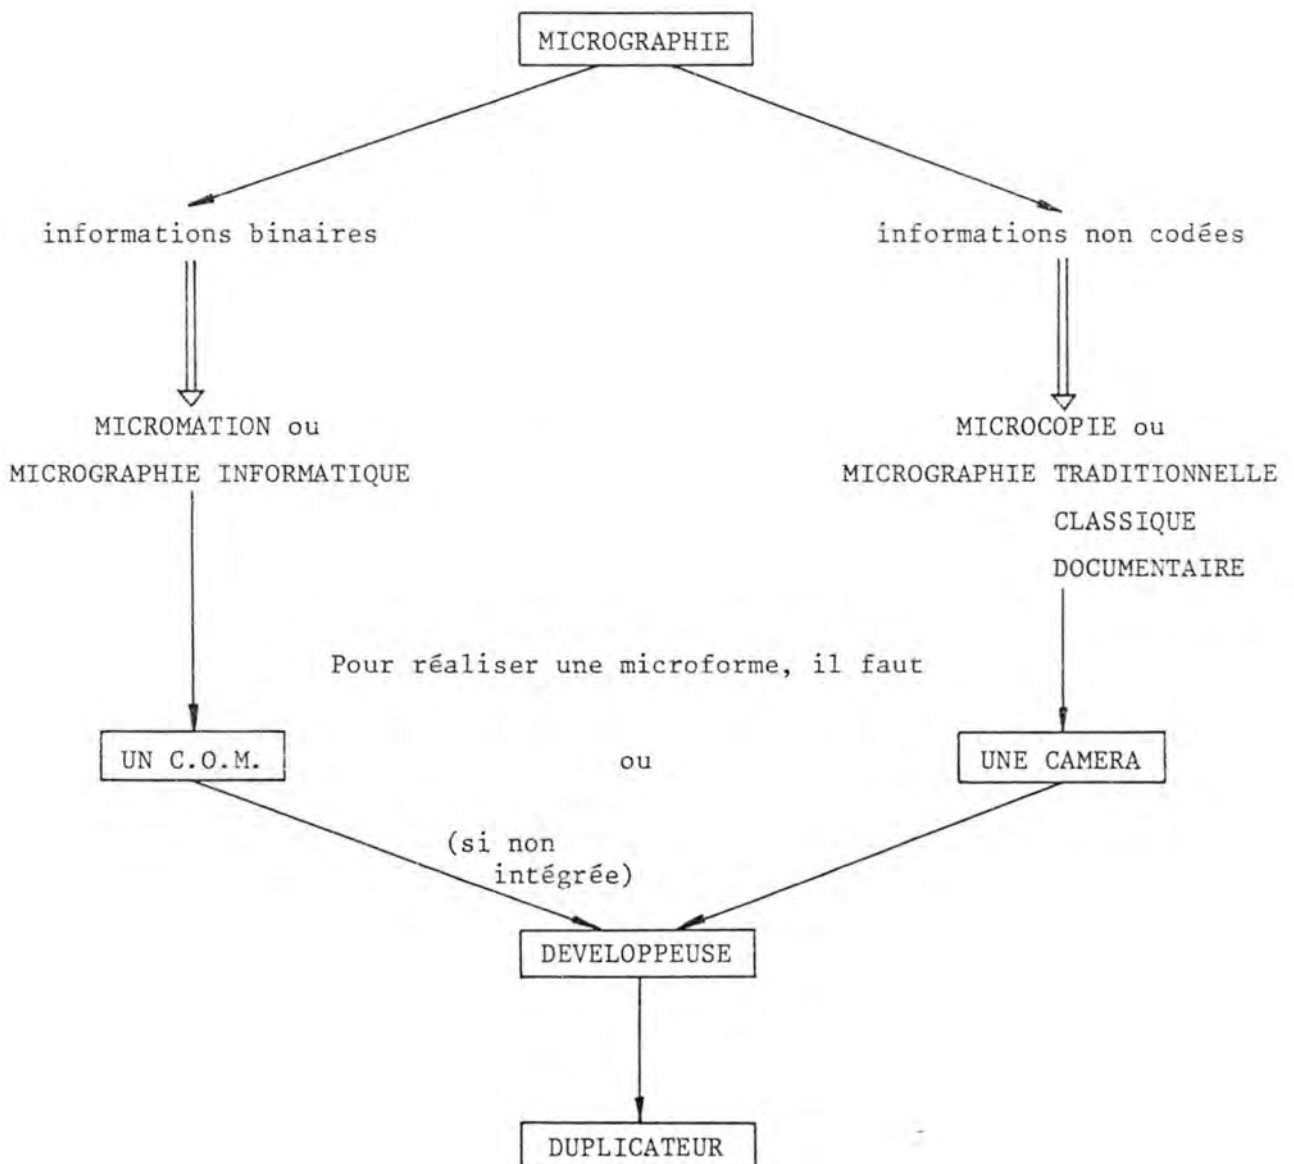 MICROGRAPHIE
informations binaires
informations non codées
MICROMATION ou
MICROGRAPHIE INFORMATIQUE
MICROCOPIE ou
MICROGRAPHIE TRADITIONNELLE
CLASSIQUE
DOCUMENTAIRE
Pour réaliser une microforme, il faut
UN C.O.M.
ou
UNE CAMERA
(si non
intégrée)
DEVELOPPEUSE
DUPLICATEUR